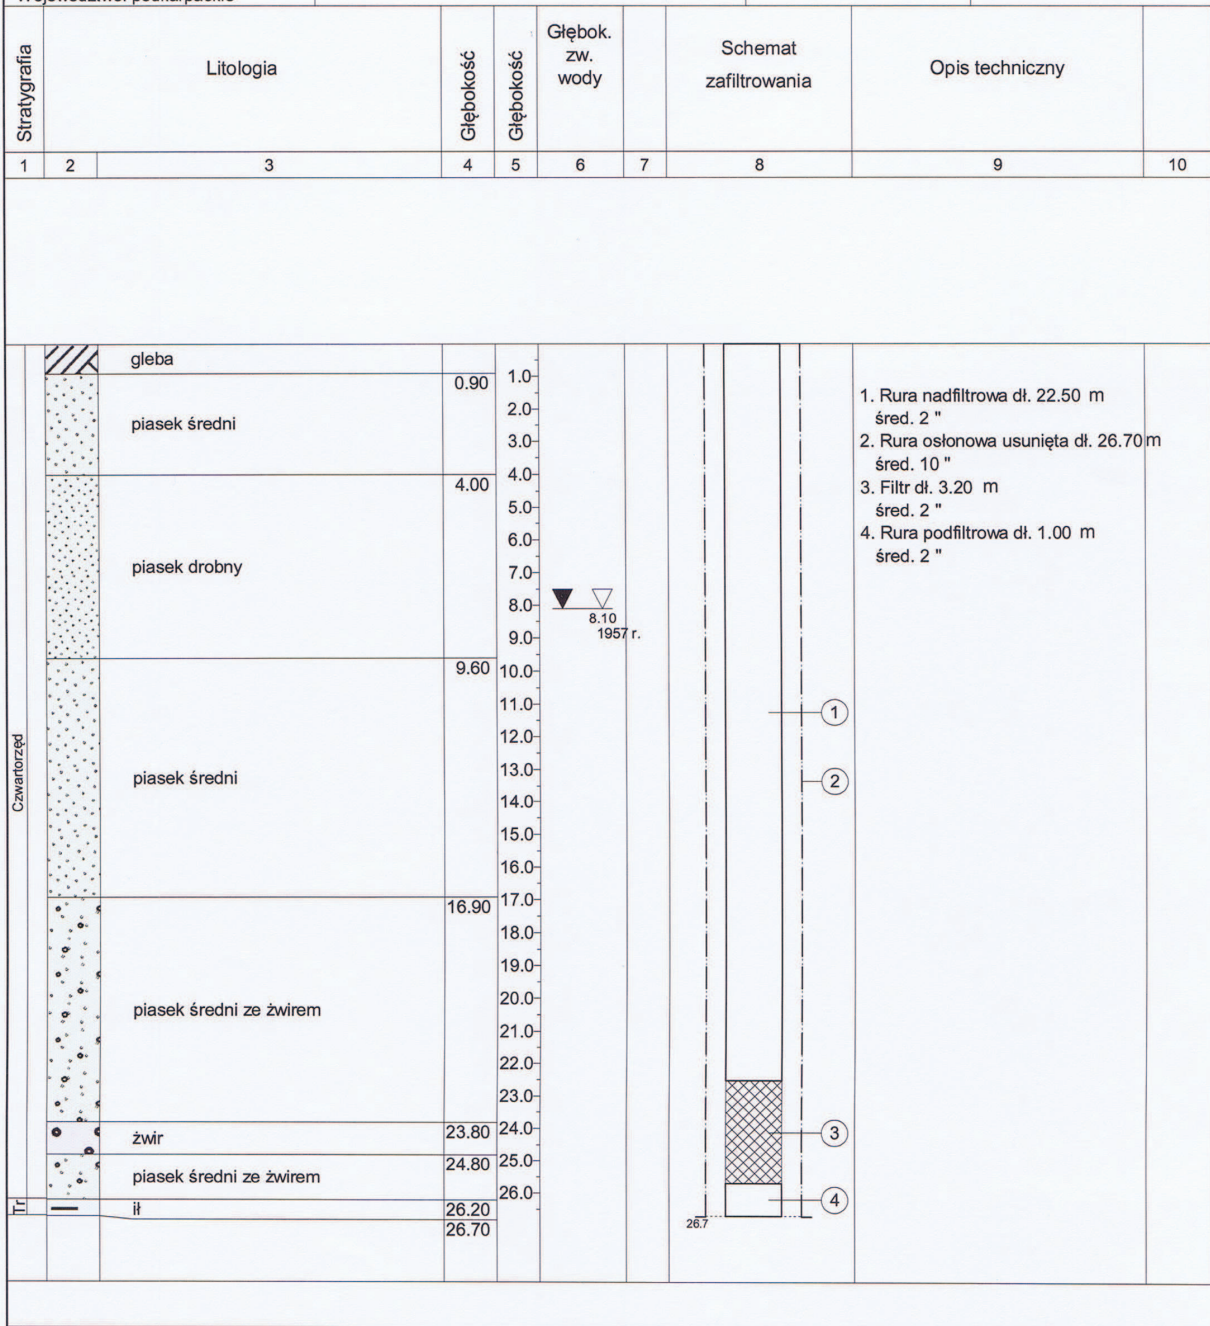 Województwo: podkarpackie
Stratygrafia
Litologia
Głębokość
Głębokość
Głębok.
zw.
wody
Schemat
zafiltrowania
Opis techniczny
1 2 3 4 5 6 7 8 9 10
gleba
0.90
piasek średni
4.00
piasek drobny
9.60
piasek średni
16.90
piasek średni ze żwirem
23.80
żwir
24.80
piasek średni ze żwirem
26.20
ił
26.70
Czwartorzęd
Tr
1.0
2.0
3.0
4.0
5.0
6.0
7.0
8.0
9.0
10.0
11.0
12.0
13.0
14.0
15.0
16.0
17.0
18.0
19.0
20.0
21.0
22.0
23.0
24.0
25.0
26.0
8.10
1957 r.
1
2
3
4
26.7
1. Rura nadfiltrowa dł. 22.50 m
śred. 2 "
2. Rura osłonowa usunięta dł. 26.70 m
śred. 10 "
3. Filtr dł. 3.20 m
śred. 2 "
4. Rura podfiltrowa dł. 1.00 m
śred. 2 "